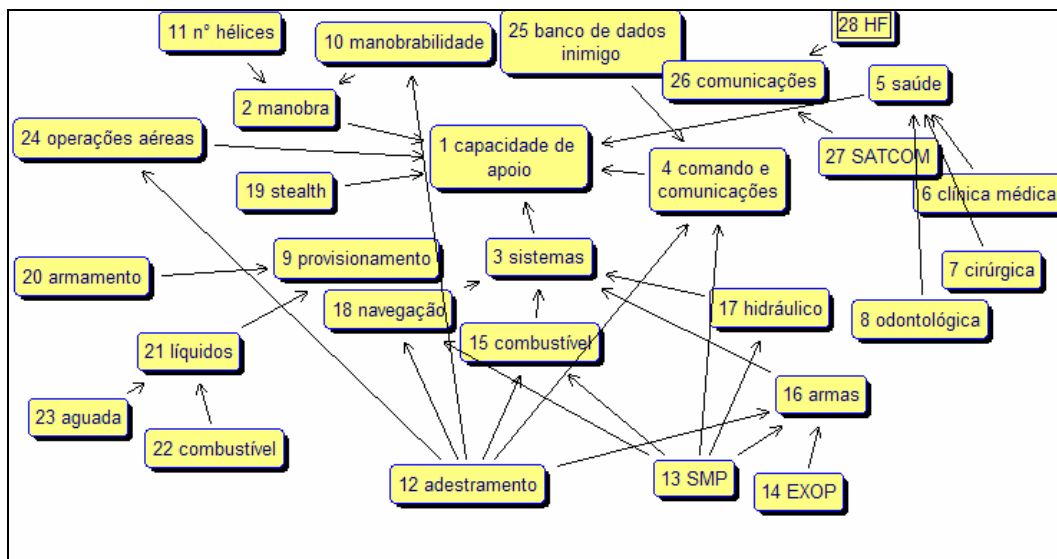 11 n° hélices
10 manobrabilidade
25 banco de dados
inimigo
28 HF
26 comunicações
5 saúde
2 manobra
24 operações aéreas
1 capacidade de
apoio
4 comando e
comunicações
27 SATCOM
19 stealth
6 clínica médica
9 provisionamento
3 sistemas
20 armamento
7 cirúrgica
18 navegação
17 hidráulico
8 odontológica
15 combustível
21 líquidos
16 armas
23 aguada
22 combustível
12 adestramento
13 SMP
14 EXOP